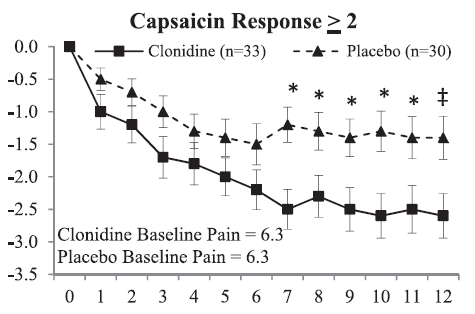 Capsaicin Response ≥ 2
Clonidine (n=33) Placebo (n=30)
0.0
-0.5
-1.0
-1.5
-2.0
-2.5
-3.0
-3.5
* * * * * ‡
Clonidine Baseline Pain = 6.3
Placebo Baseline Pain = 6.3
0 1 2 3 4 5 6 7 8 9 10 11 12